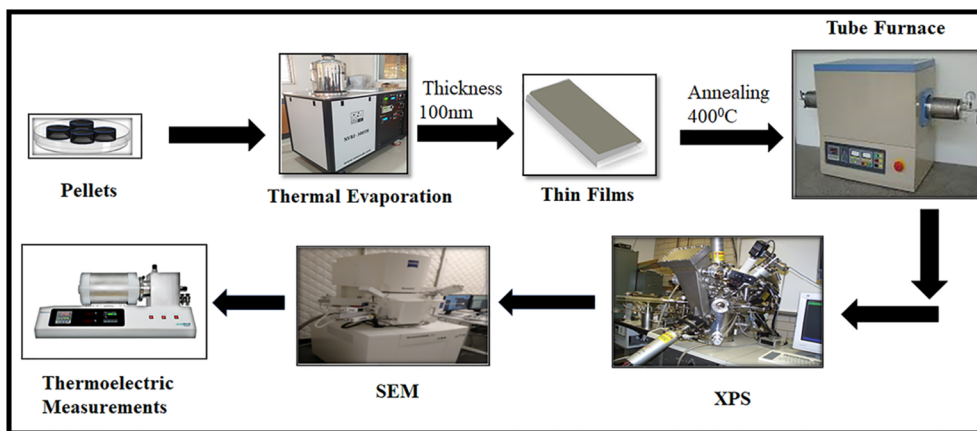 Tube Furnace
Thickness
100nm
Annealing
400⁰C
Pellets
Thermal Evaporation
Thin Films
Thermoelectric
Measurements
SEM
XPS